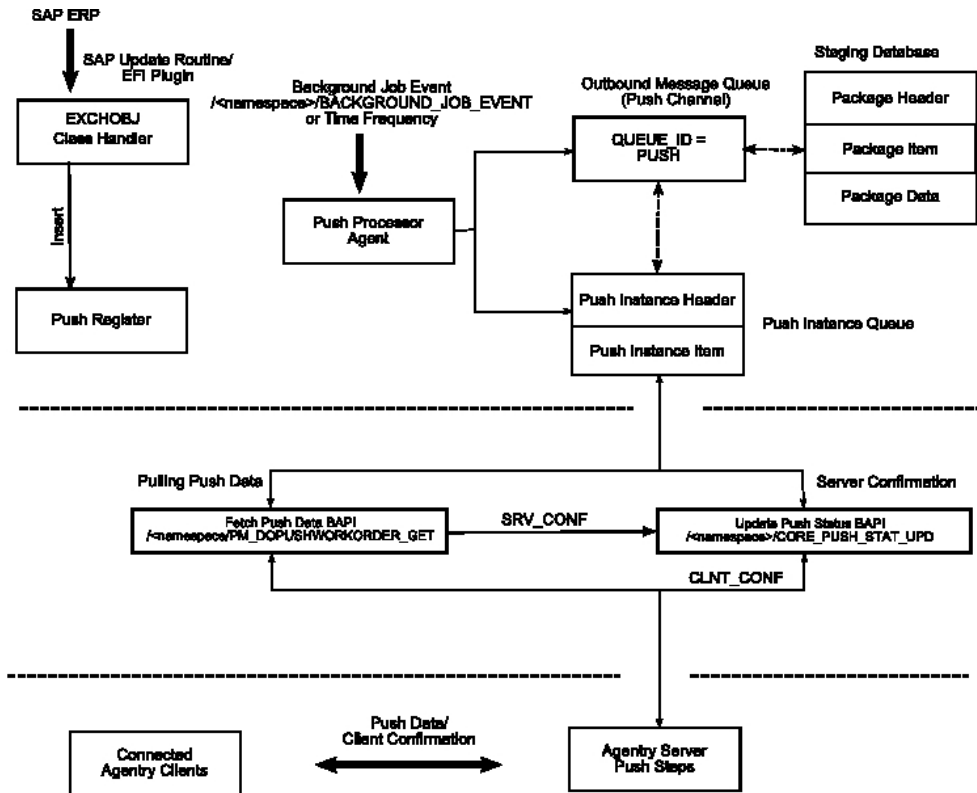 SAP ERP
SAP Update Routine/
EFI Plugin
EXCHOBJ
Class Handler
Insert
Push Register
Background Job Event
/<namespace>/BACKGROUND_JOB_EVENT
or Time Frequency
Push Processor
Agent
Outbound Message Queue
(Push Channel)
QUEUE_ID =
PUSH
Staging Database
Package Header
Package Item
Package Data
Push Instance Header
Push Instance Item
Push Instance Queue
Pulling Push Data
Server Confirmation
Fetch Push Data BAPI
/<namespace/PM_DOPUSHWORKORDER_GET
SRV_CONF
Update Push Status BAPI
/<namespace>/CORE_PUSH_STAT_UPD
CLNT_CONF
Push Data/
Client Confirmation
Connected
Agentry Clients
Agentry Server
Push Steps